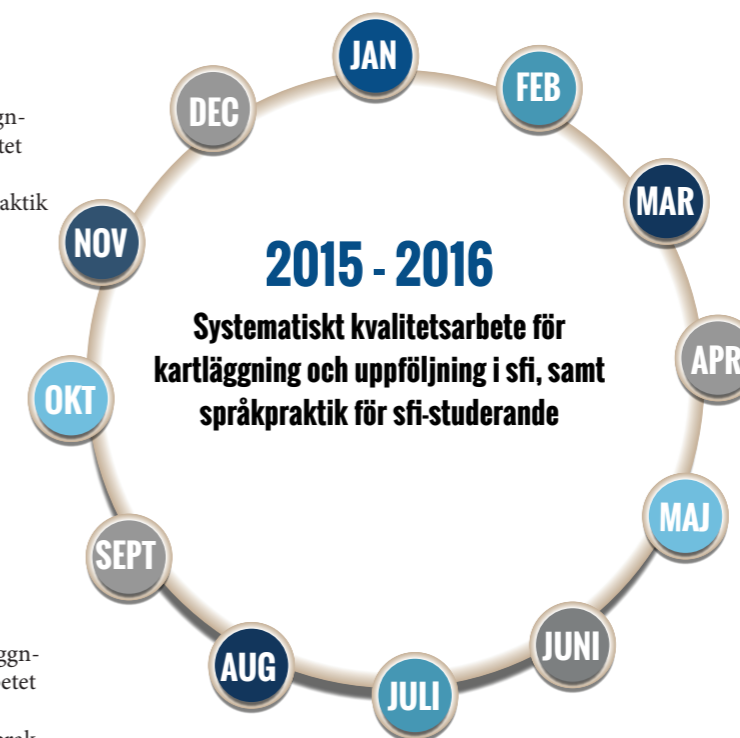 JAN
FEB
MAR
APR
MAJ
JUNI
JULI
AUG
SEPT
OKT
NOV
DEC
2015 - 2016
Systematiskt kvalitetsarbete för
kartläggning och uppföljning i sfi, samt
språkpraktik för sfi-studerande